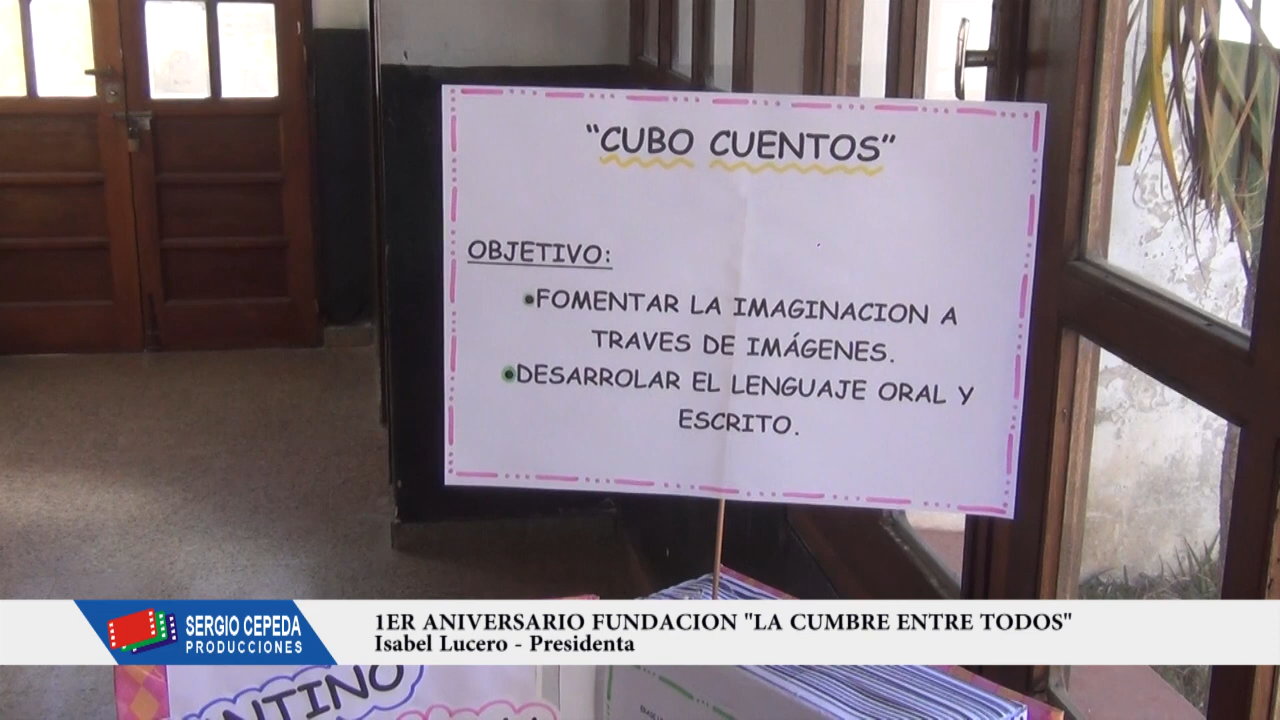 "CUBO CUENTOS"
OBJETIVO:
•FOMENTAR LA IMAGINACION A
TRAVES DE IMÁGENES.
•DESARROLAR EL LENGUAJE ORAL Y
ESCRITO.
SERGIO CEPEDA
PRODUCCIONES
1ER ANIVERSARIO FUNDACION "LA CUMBRE ENTRE TODOS"
Isabel Lucero - Presidenta